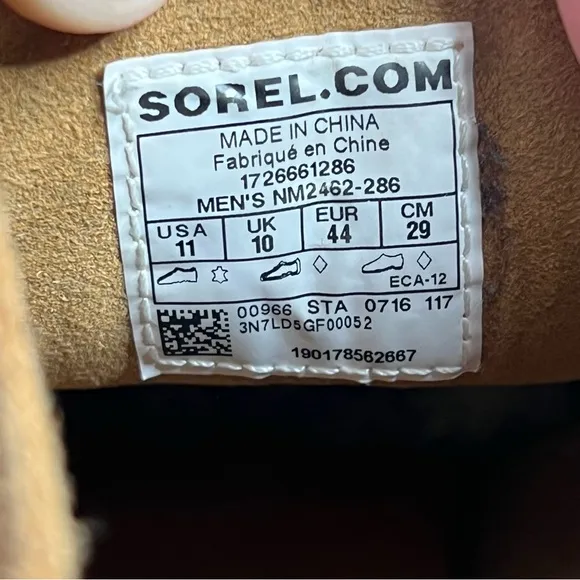 SOREL.COM
MADE IN CHINA
Fabriqué en Chine
1726661286
MEN'S NM2462-286
USA UK EUR CM
11 10 44 29
ECA-12
00966 STA 0716 117
3N7LD5GF00052
190178562667